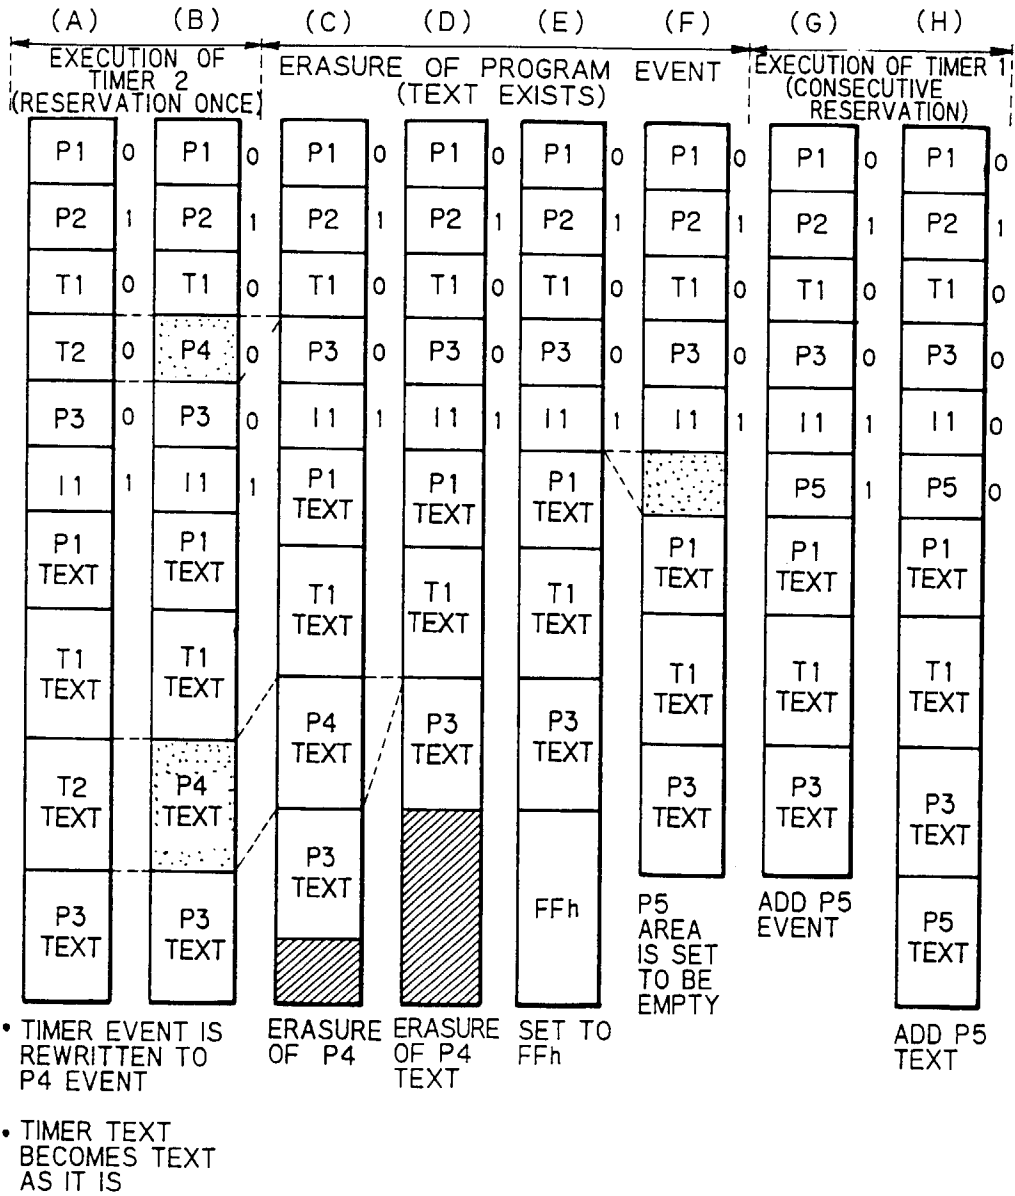 (A) (B) (C) (D) (E) (F) (G) (H)
EXECUTION OF
TIMER 2
(RESERVATION ONCE)
ERASURE OF PROGRAM EVENT
(TEXT EXISTS)
EXECUTION OF TIMER 1
(CONSECUTIVE
RESERVATION)
P1 0 P1 0 P1 0 P1 0 P1 0 P1 0 P1 0 P1 0
P2 1 P2 1 P2 1 P2 1 P2 1 P2 1 P2 1 P2 1
T1 0 T1 0 T1 0 T1 0 T1 0 T1 0 T1 0 T1 0
T2 0 P4 0 P3 0 P3 0 P3 0 P3 0 P3 0 P3 0
P3 0 P3 0 I1 1 I1 1 I1 1 I1 1 I1 1 I1 0
I1 1 I1 1 P1 P1 P1 P5 1 P5 0
TEXT TEXT TEXT
P1 P1 P1 P1 P1
TEXT TEXT TEXT TEXT TEXT
T1 T1 T1
TEXT TEXT TEXT
T1 T1 T1 T1 T1
TEXT TEXT TEXT TEXT TEXT
P4 P3 P3
TEXT TEXT TEXT
T2 P4 P3 P3 P3
TEXT TEXT TEXT TEXT TEXT
P3
TEXT
P3 P3 FFh P5
TEXT TEXT TEXT
P5
AREA
IS SET
TO BE
EMPTY
ADD P5
EVENT
• TIMER EVENT IS
REWRITTEN TO
P4 EVENT
ERASURE
OF P4
ERASURE
OF P4
TEXT
SET TO
FFh
ADD P5
TEXT
• TIMER TEXT
BECOMES TEXT
AS IT IS